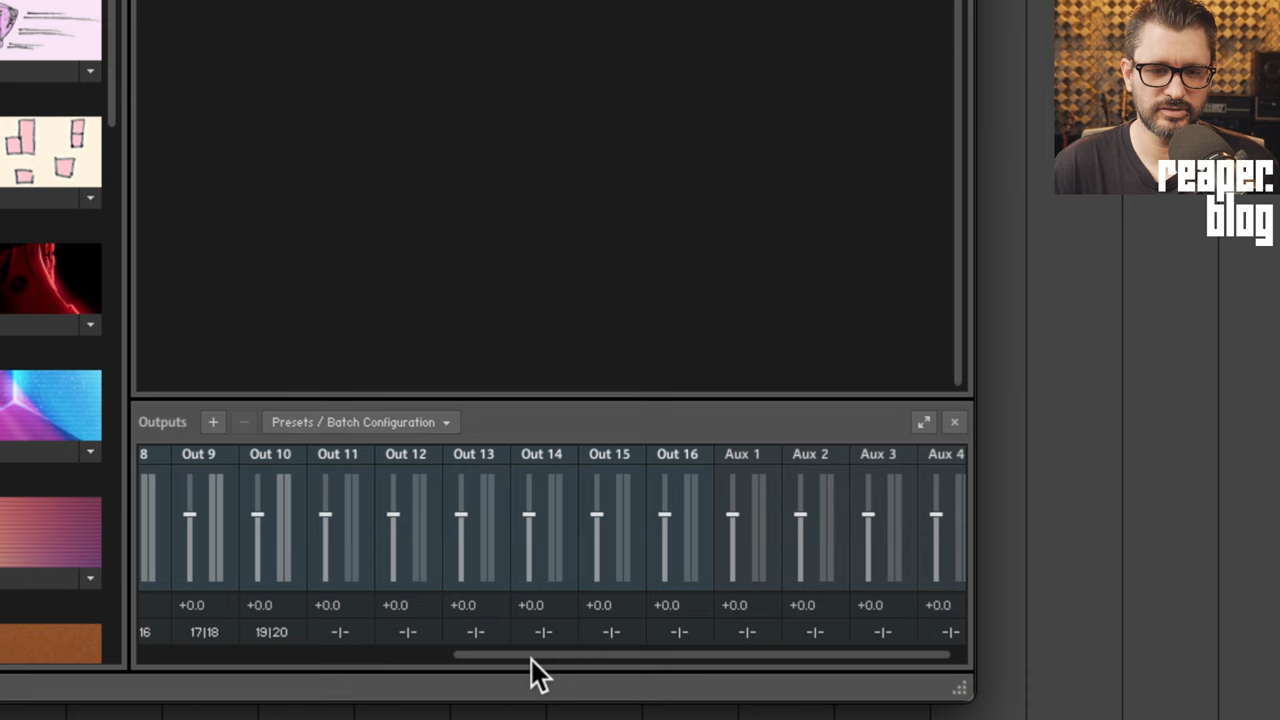 reaper.
blog
Outputs + − Presets / Batch Configuration
8 Out 9 Out 10 Out 11 Out 12 Out 13 Out 14 Out 15 Out 16 Aux 1 Aux 2 Aux 3 Aux 4
+0.0 +0.0 +0.0 +0.0 +0.0 +0.0 +0.0 +0.0 +0.0 +0.0 +0.0 +0.0
16 17|18 19|20 -|- -|- -|- -|- -|- -|- -|- -|- -|- -|-